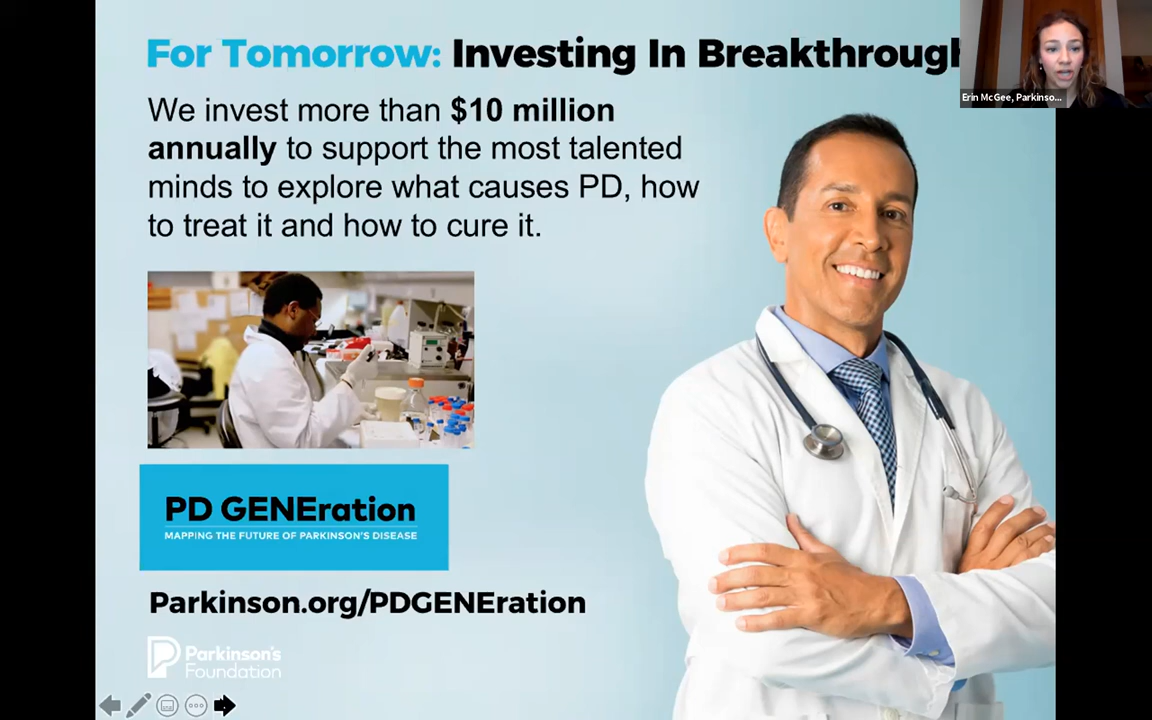 For Tomorrow: Investing In Breakthrough
Erin McGee, Parkinso...
We invest more than $10 million
annually to support the most talented
minds to explore what causes PD, how
to treat it and how to cure it.
PD GENEration
MAPPING THE FUTURE OF PARKINSON'S DISEASE
Parkinson.org/PDGENEration
Parkinson's
Foundation